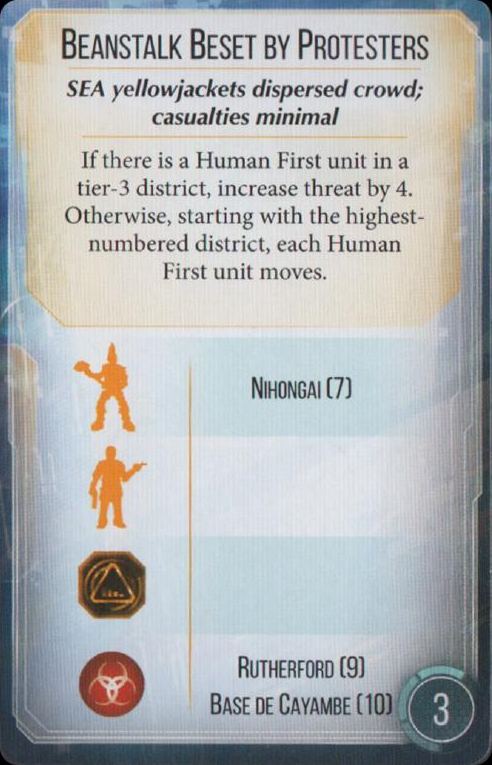 Beanstalk Beset by Protesters
SEA yellowjackets dispersed crowd;
casualties minimal
If there is a Human First unit in a
tier-3 district, increase threat by 4.
Otherwise, starting with the highest-
numbered district, each Human
First unit moves.
Nihongai (7)
Rutherford (9)
Base de Cayambe (10)
3